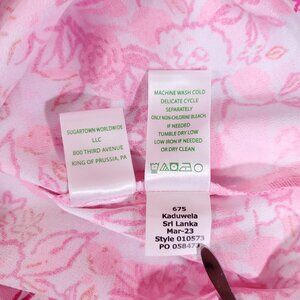 SUGARTOWN WORLDWIDE
LLC
800 THIRD AVENUE
KING OF PRUSSIA, PA
MACHINE WASH COLD
DELICATE CYCLE
SEPARATELY
ONLY NON-CHLORINE BLEACH
IF NEEDED
TUMBLE DRY LOW
LOW IRON IF NEEDED
OR DRY CLEAN
675
Kaduwela
Sri Lanka
Mar-23
Style 010573
PO 05847